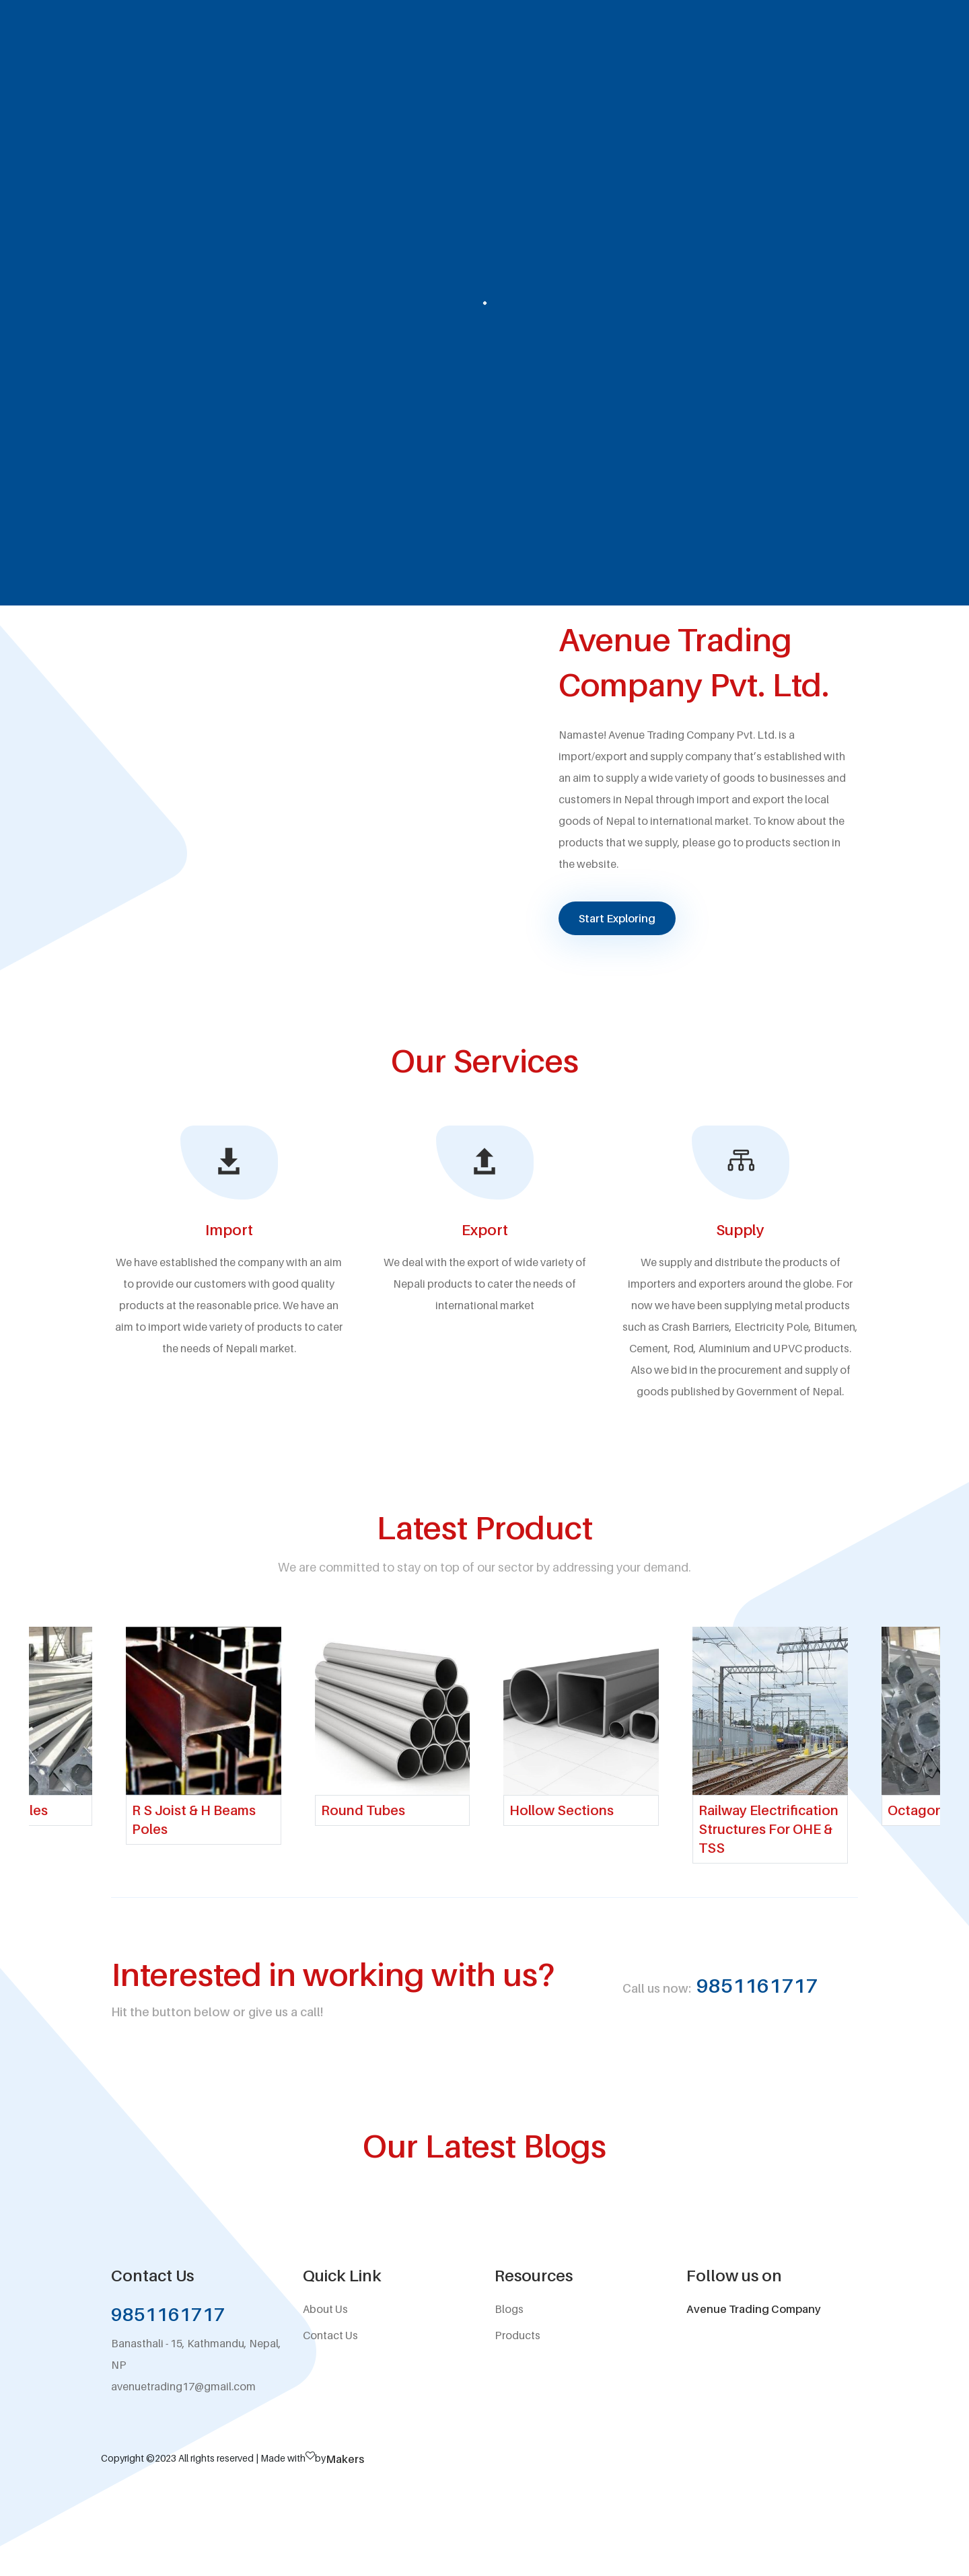 Avenue Trading
Company Pvt. Ltd.
Namaste! Avenue Trading Company Pvt. Ltd. is a
import/export and supply company that's established with
an aim to supply a wide variety of goods to businesses and
customers in Nepal through import and export the local
goods of Nepal to international market. To know about the
products that we supply, please go to products section in
the website.
Start Exploring
Our Services
Import
We have established the company with an aim
to provide our customers with good quality
products at the reasonable price. We have an
aim to import wide variety of products to cater
the needs of Nepali market.
Export
We deal with the export of wide variety of
Nepali products to cater the needs of
international market
Supply
We supply and distribute the products of
importers and exporters around the globe. For
now we have been supplying metal products
such as Crash Barriers, Electricity Pole, Bitumen,
Cement, Rod, Aluminium and UPVC products.
Also we bid in the procurement and supply of
goods published by Government of Nepal.
Latest Product
We are committed to stay on top of our sector by addressing your demand.
les
R S Joist & H Beams
Poles
Round Tubes
Hollow Sections
Railway Electrification
Structures For OHE &
TSS
Octagon
Interested in working with us?
Hit the button below or give us a call!
Call us now: 9851161717
Our Latest Blogs
Contact Us
9851161717
Banasthali - 15, Kathmandu, Nepal,
NP
avenuetrading17@gmail.com
Quick Link
About Us
Contact Us
Resources
Blogs
Products
Follow us on
Avenue Trading Company
Copyright ©2023 All rights reserved | Made with♡by Makers